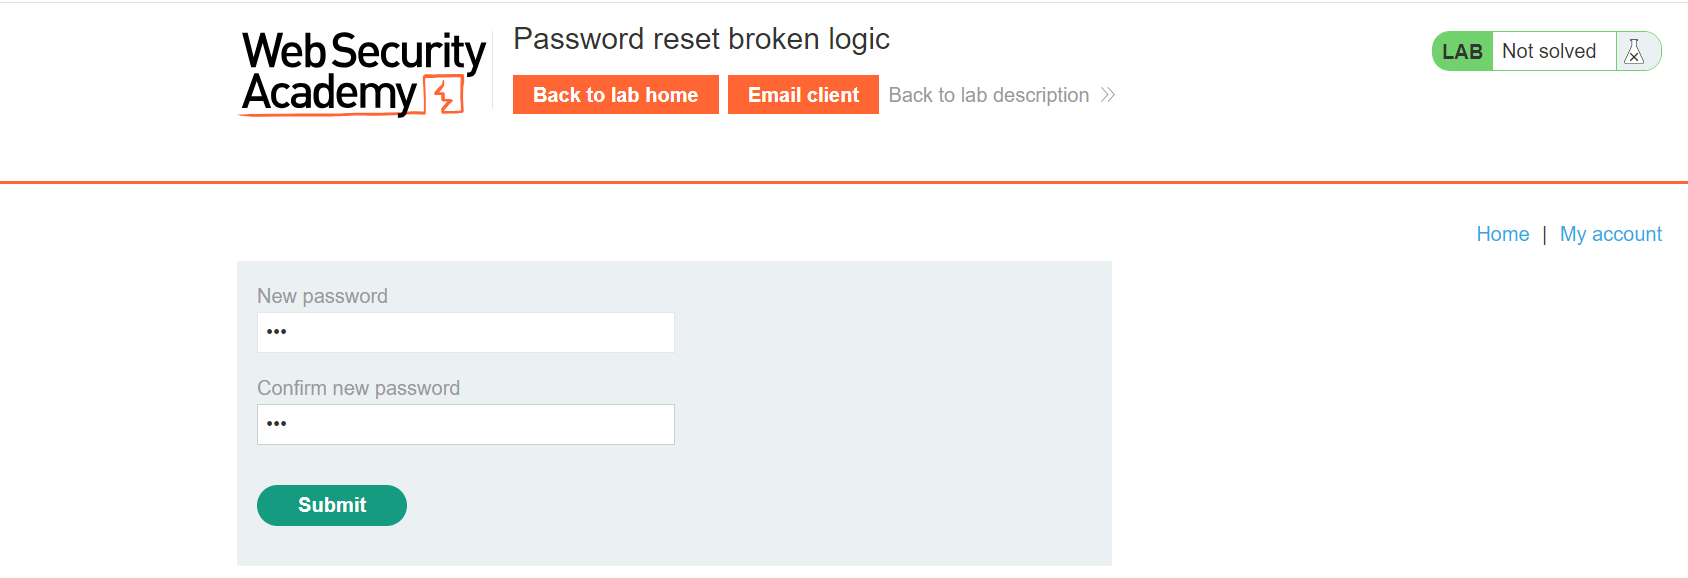 Web Security
Academy
Password reset broken logic
Back to lab home
Email client
Back to lab description
LAB
Not solved
Home | My account
New password
•••
Confirm new password
•••
Submit